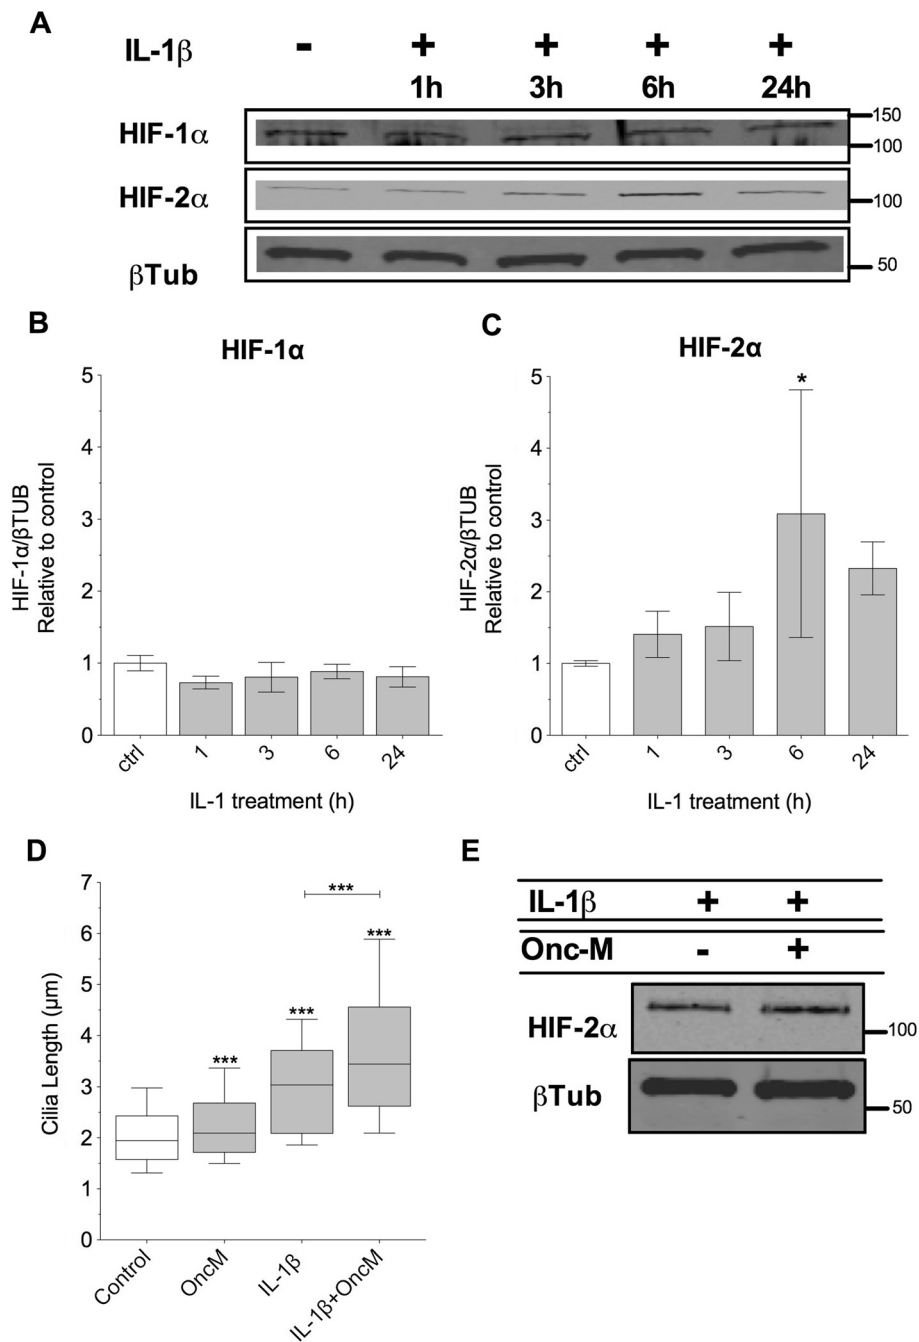 A
IL-1β - + + + +
1h 3h 6h 24h
HIF-1α 150
100
HIF-2α 100
βTub 50
B C
HIF-1α HIF-2α
HIF-1α/βTUB
Relative to control
5
4
3
2
1
0
ctrl 1 3 6 24
IL-1 treatment (h)
HIF-2α/βTUB
Relative to control
5
4
3
2
1
0
*
ctrl 1 3 6 24
IL-1 treatment (h)
D
Cilia Length (µm)
7
6
5
4
3
2
1
0
***
***
***
***
Control OncM IL-1β IL-1β+OncM
E
IL-1β + +
Onc-M - +
HIF-2α 100
βTub 50